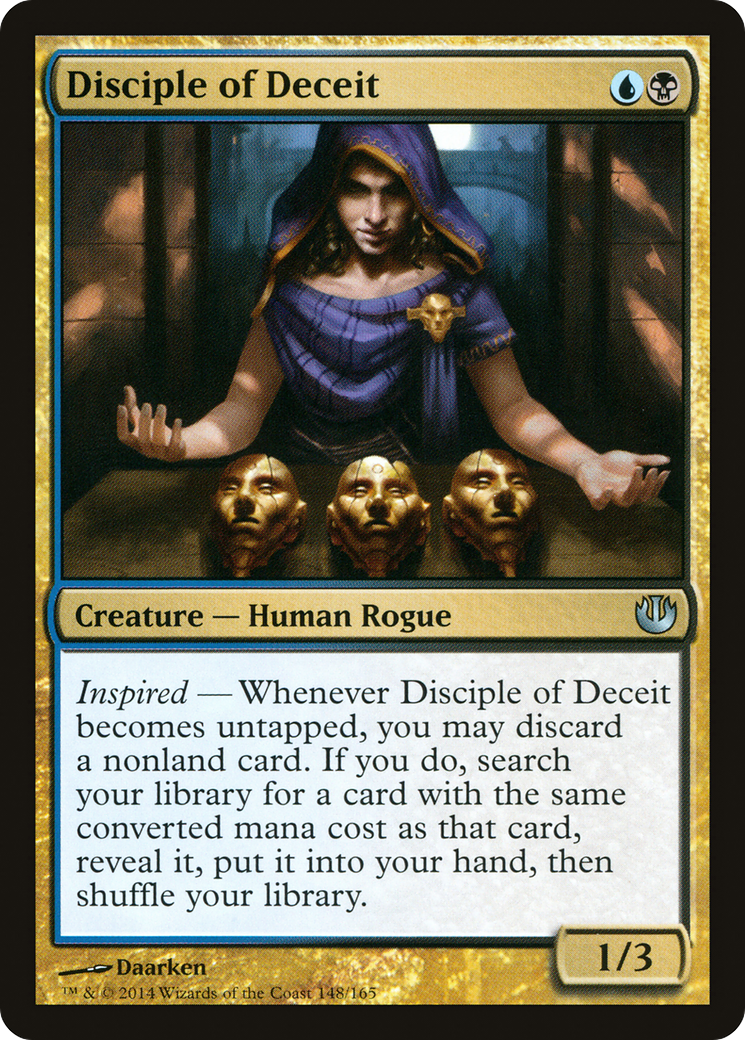 Disciple of Deceit
Creature — Human Rogue
Inspired — Whenever Disciple of Deceit
becomes untapped, you may discard
a nonland card. If you do, search
your library for a card with the same
converted mana cost as that card,
reveal it, put it into your hand, then
shuffle your library.
1/3
Daarken
™ & © 2014 Wizards of the Coast 148/165